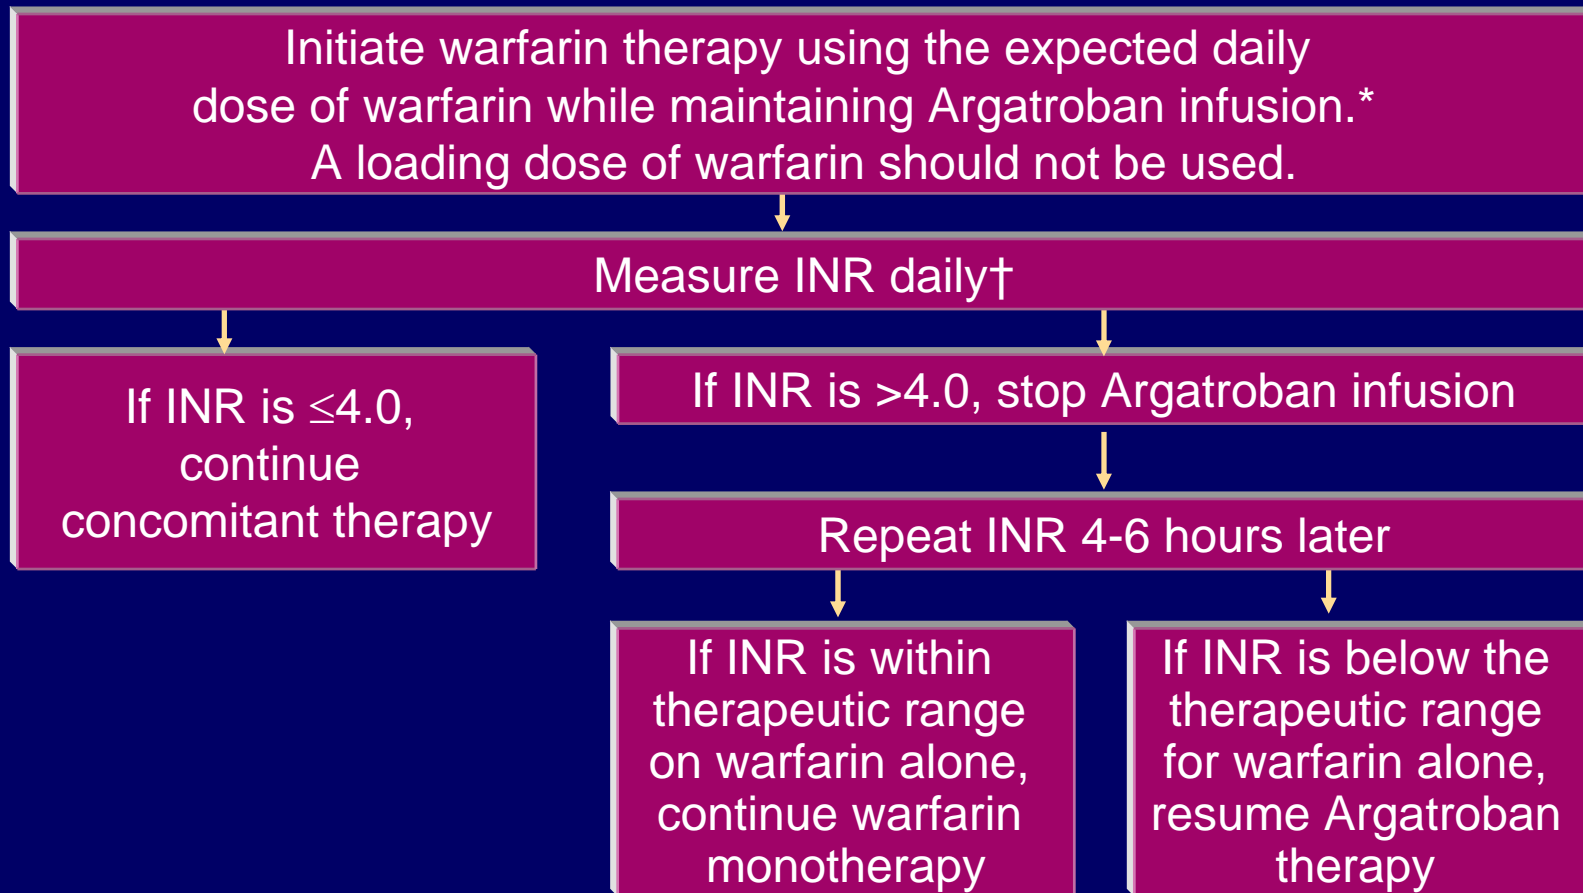 Initiate warfarin therapy using the expected daily
dose of warfarin while maintaining Argatroban infusion.*
A loading dose of warfarin should not be used.
Measure INR daily†
If INR is ≤4.0,
continue
concomitant therapy
If INR is >4.0, stop Argatroban infusion
Repeat INR 4-6 hours later
If INR is within
therapeutic range
on warfarin alone,
continue warfarin
monotherapy
If INR is below the
therapeutic range
for warfarin alone,
resume Argatroban
therapy